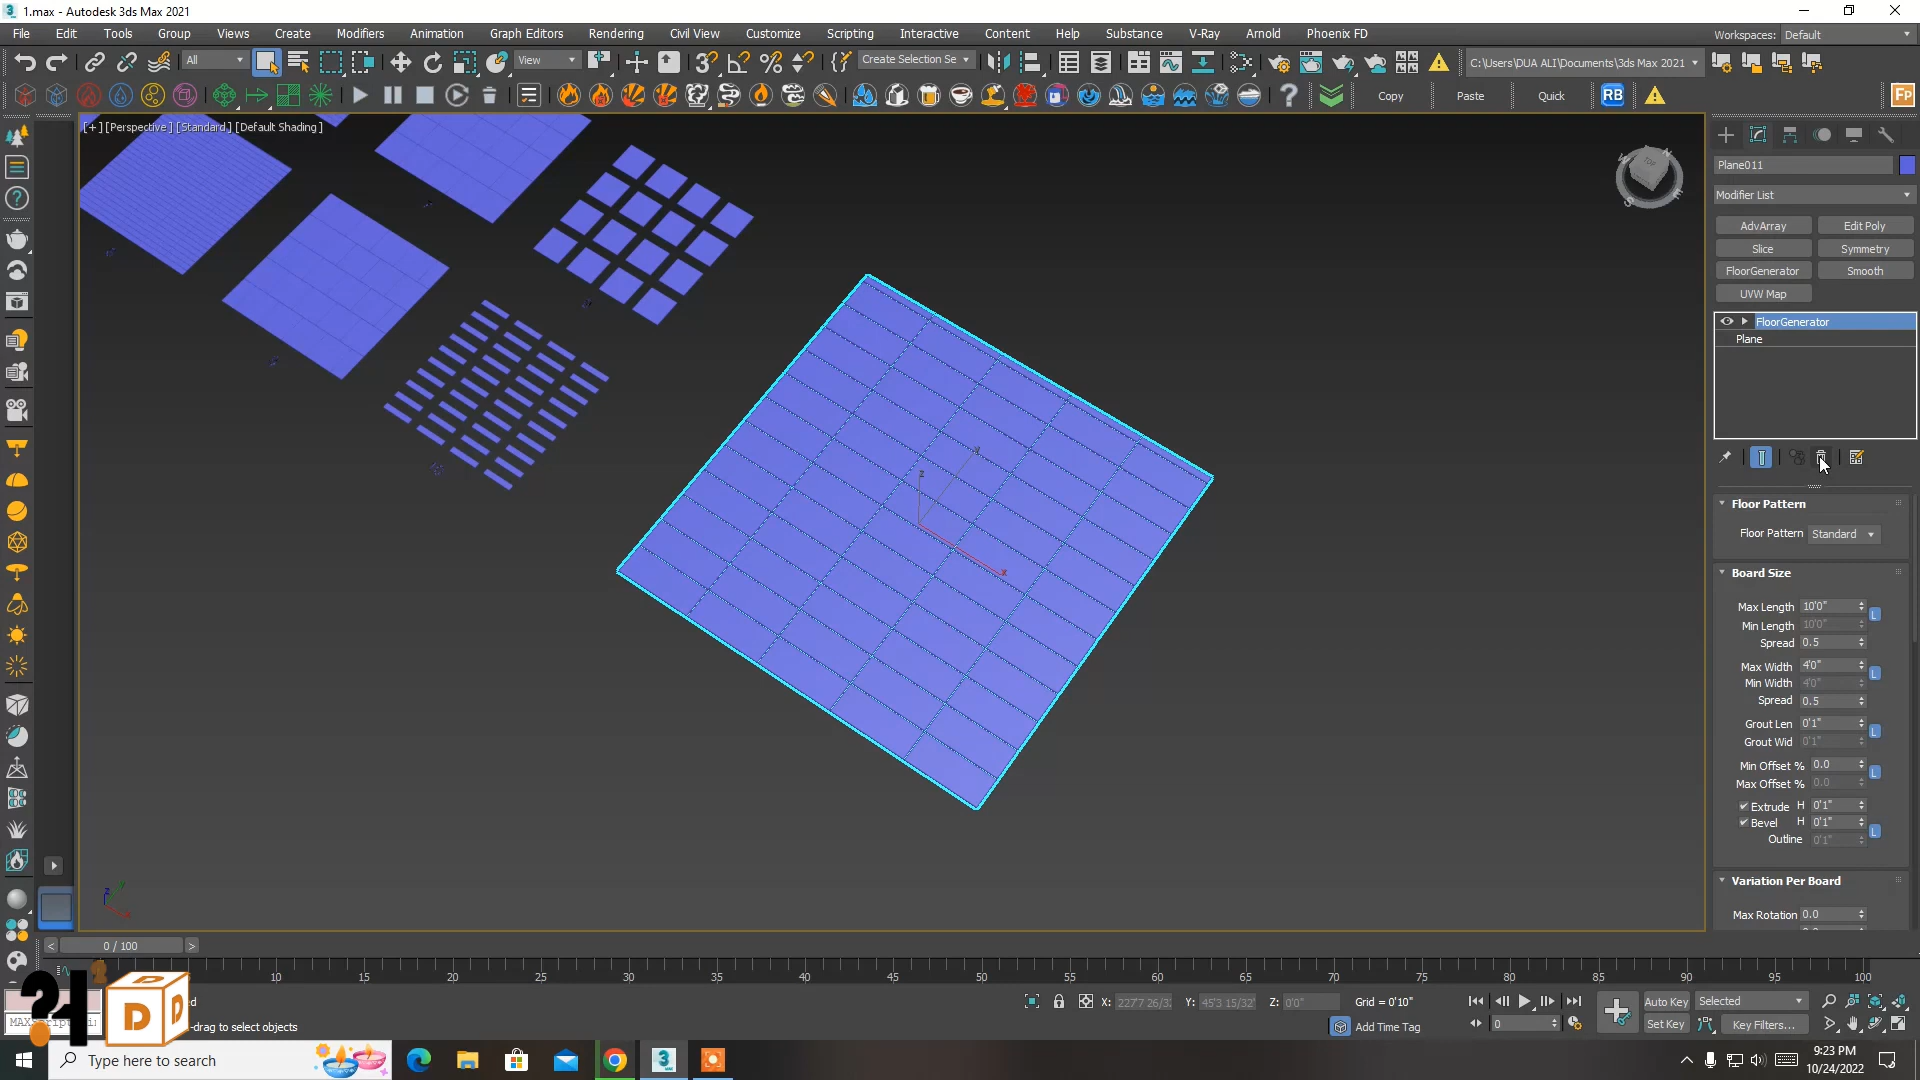 1.max - Autodesk 3ds Max 2021
File Edit Tools Group Views Create Modifiers Animation Graph Editors Rendering Civil View Customize Scripting Interactive Content Help Substance V-Ray Arnold Phoenix FD
Workspaces: Default
All
View
Create Selection Se
C:\Users\DUA ALI\Documents\3ds Max 2021
Copy Paste Quick RB Fp
[+] [Perspective] [Standard] [Default Shading]
Plane011
Modifier List
AdvArray Edit Poly
Slice Symmetry
FloorGenerator Smooth
UVW Map
FloorGenerator
Plane
Floor Pattern
Floor Pattern Standard
Board Size
Max Length 10'0"
Min Length 10'0"
L
Spread 0.5
Max Width 4'0"
Min Width 4'0"
L
Spread 0.5
Grout Len 0'1"
Grout Wid 0'1"
L
Min Offset % 0.0
Max Offset % 0.0
L
Extrude H 0'1"
Bevel H 0'1"
Outline 0'1"
L
Variation Per Board
Max Rotation 0.0
< 0 / 100 >
10 15 20 25 30 35 40 45 50 55 60 65 70 75 80 85 90 95 100
X: 227'7 26/3 Y: 45'3 15/32' Z: 0'0" Grid = 0'10"
Auto Key Selected
-drag to select objects
Add Time Tag
0
Set Key Key Filters...
D D D
Type here to search
9:23 PM
10/24/2022